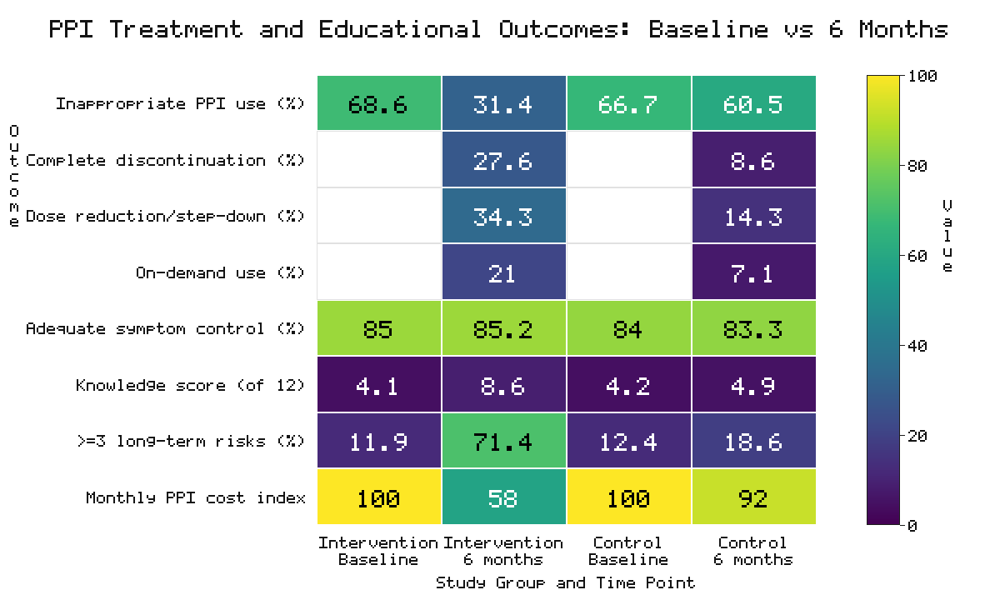 PPI Treatment and Educational Outcomes: Baseline vs 6 Months
Outcome
Inappropriate PPI use (%) 68.6 31.4 66.7 60.5
Complete discontinuation (%) 27.6 8.6
Dose reduction/step-down (%) 34.3 14.3
On-demand use (%) 21 7.1
Adequate symptom control (%) 85 85.2 84 83.3
Knowledge score (of 12) 4.1 8.6 4.2 4.9
>=3 long-term risks (%) 11.9 71.4 12.4 18.6
Monthly PPI cost index 100 58 100 92
Intervention Intervention Control Control
Baseline 6 months Baseline 6 months
Study Group and Time Point
100
80
60
40
20
0
Value